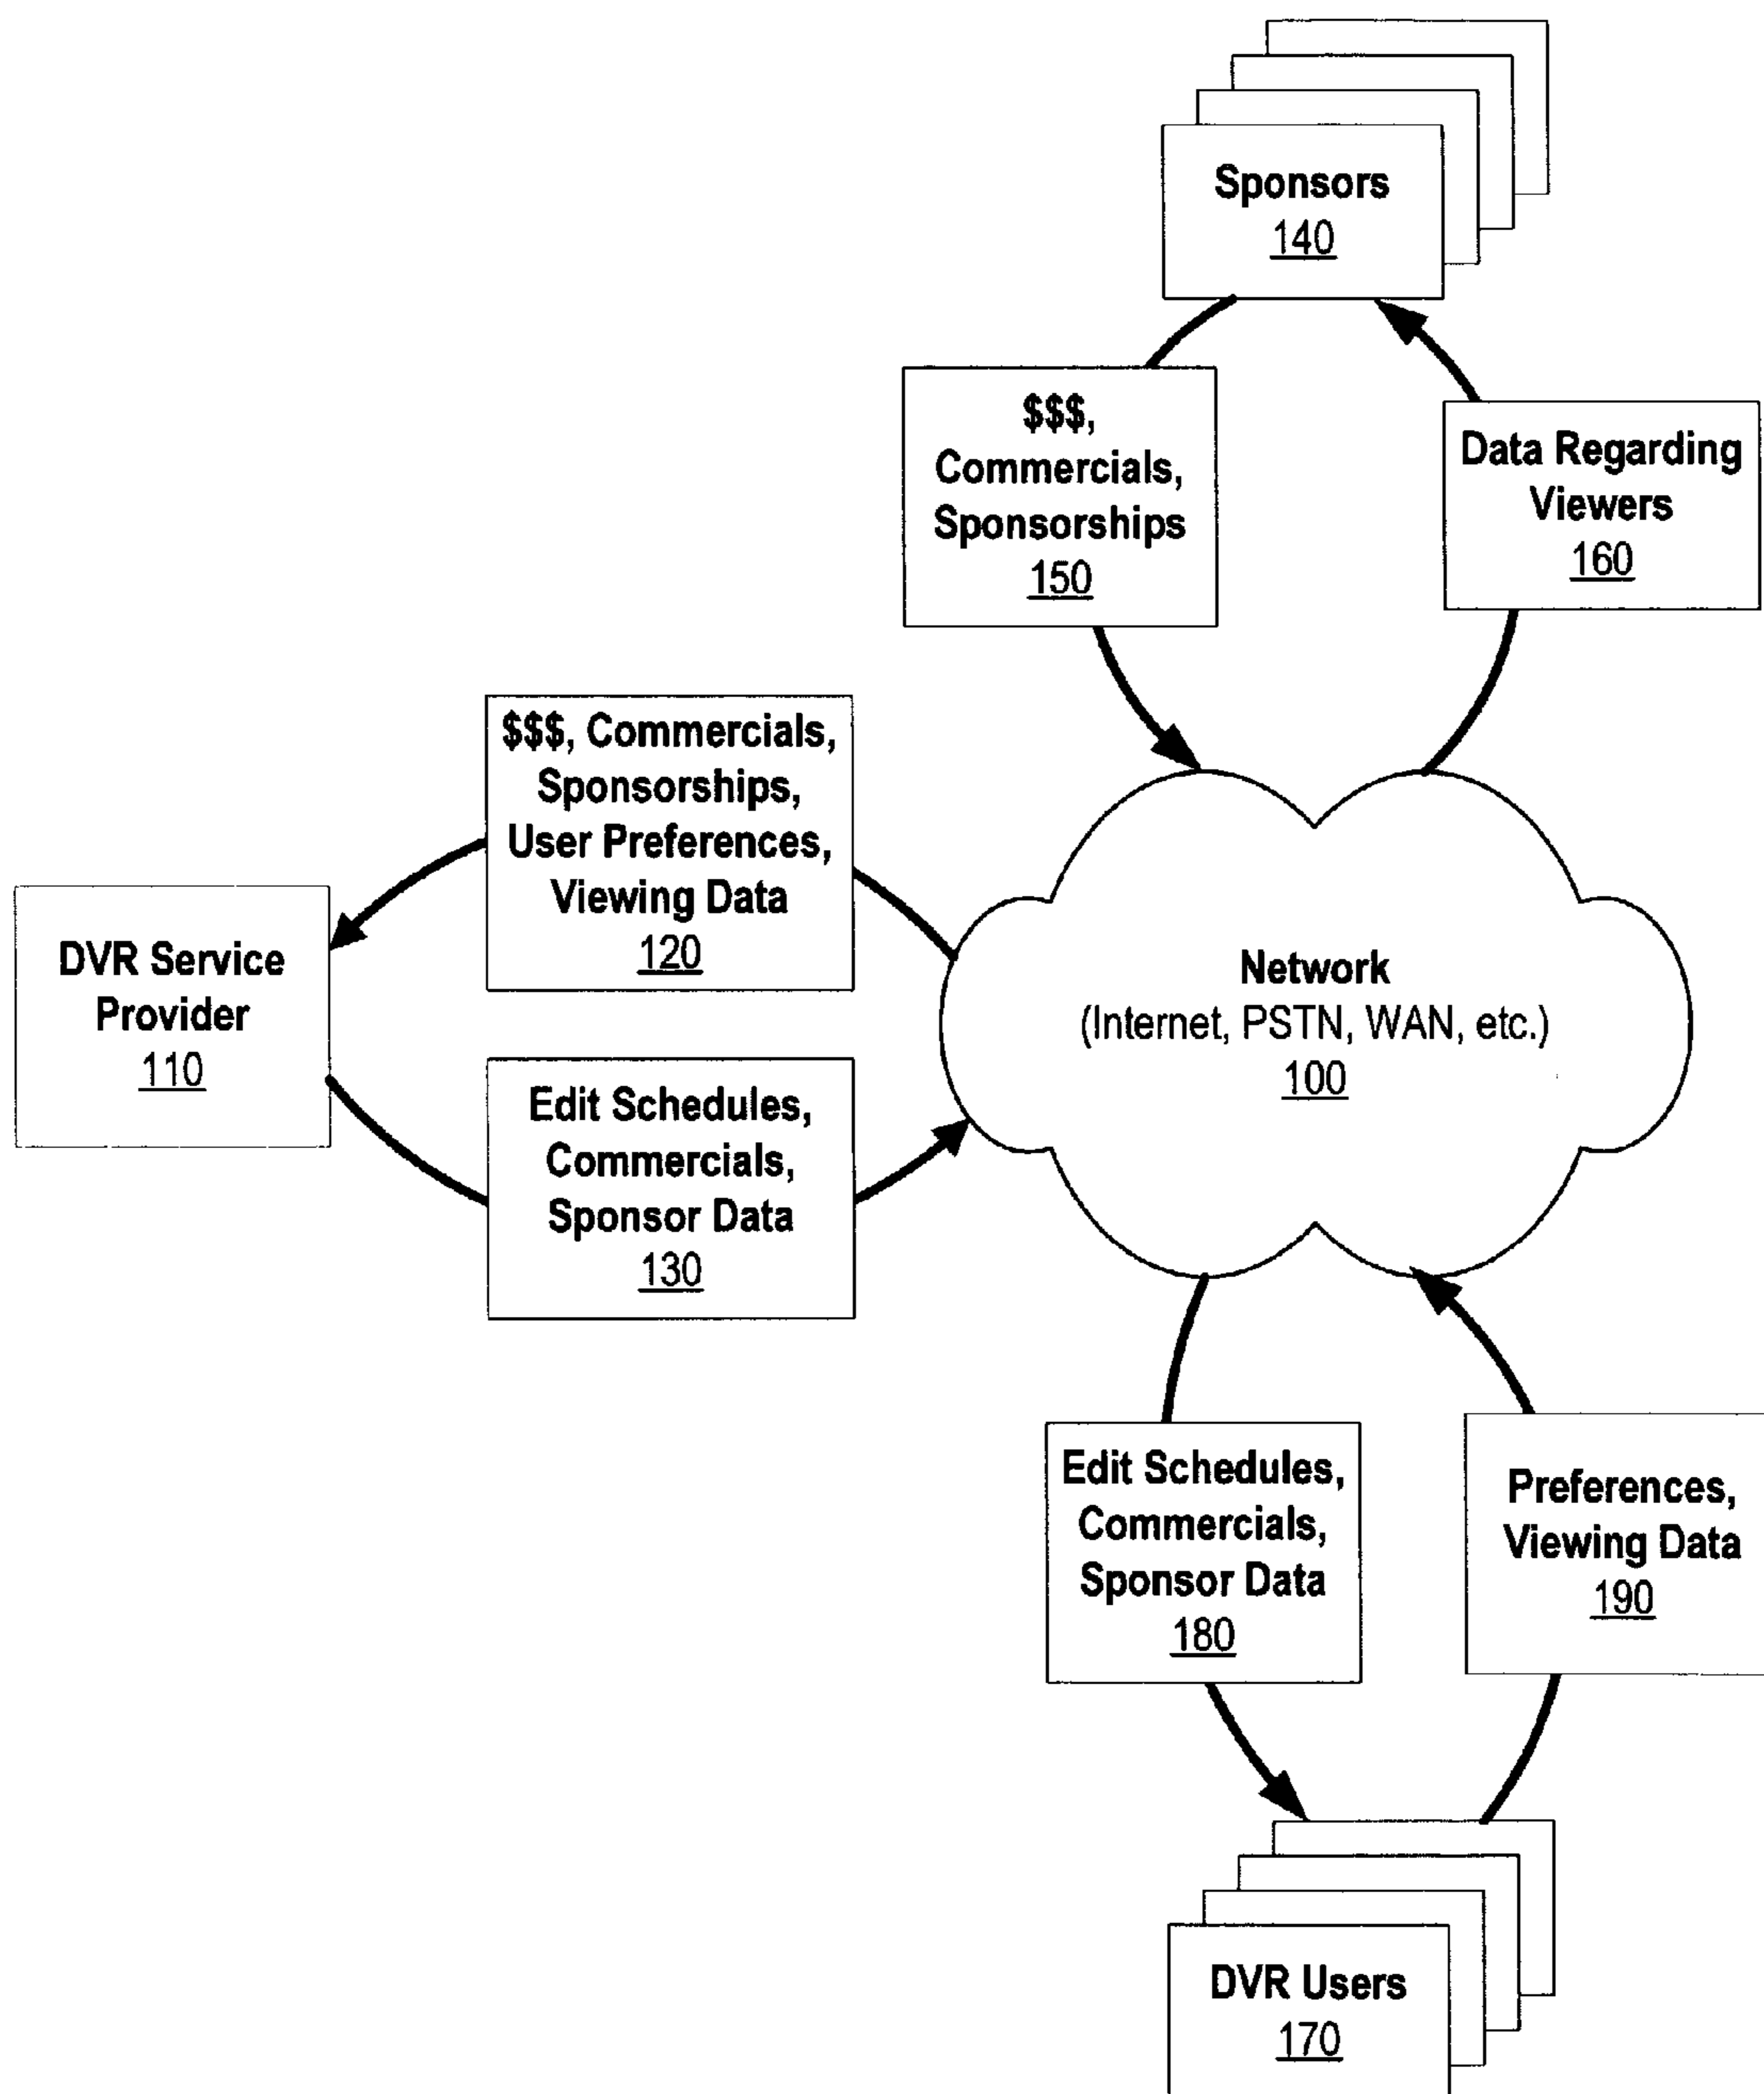 Sponsors
140
$$$,
Commercials,
Sponsorships
150
Data Regarding
Viewers
160
$$$, Commercials,
Sponsorships,
User Preferences,
Viewing Data
120
DVR Service
Provider
110
Network
(Internet, PSTN, WAN, etc.)
100
Edit Schedules,
Commercials,
Sponsor Data
130
Edit Schedules,
Commercials,
Sponsor Data
180
Preferences,
Viewing Data
190
DVR Users
170